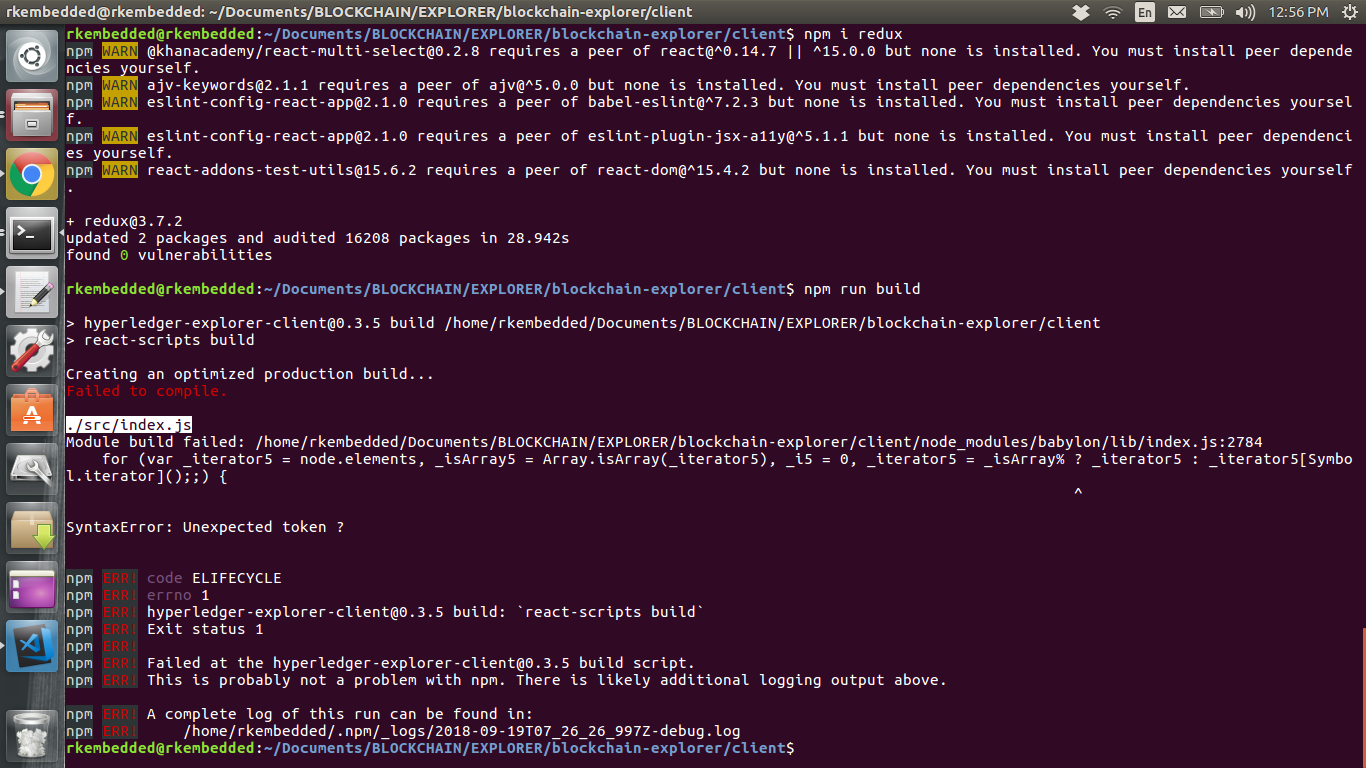 rkembedded@rkembedded: ~/Documents/BLOCKCHAIN/EXPLORER/blockchain-explorer/client
En
12:56 PM
rkembedded@rkembedded:~/Documents/BLOCKCHAIN/EXPLORER/blockchain-explorer/client$ npm i redux
npm WARN @khanacademy/react-multi-select@0.2.8 requires a peer of react@^0.14.7 || ^15.0.0 but none is installed. You must install peer depende
ncies yourself.
npm WARN ajv-keywords@2.1.1 requires a peer of ajv@^5.0.0 but none is installed. You must install peer dependencies yourself.
npm WARN eslint-config-react-app@2.1.0 requires a peer of babel-eslint@^7.2.3 but none is installed. You must install peer dependencies yoursel
f.
npm WARN eslint-config-react-app@2.1.0 requires a peer of eslint-plugin-jsx-a11y@^5.1.1 but none is installed. You must install peer dependenci
es yourself.
npm WARN react-addons-test-utils@15.6.2 requires a peer of react-dom@^15.4.2 but none is installed. You must install peer dependencies yourself
.
+ redux@3.7.2
updated 2 packages and audited 16208 packages in 28.942s
found 0 vulnerabilities
rkembedded@rkembedded:~/Documents/BLOCKCHAIN/EXPLORER/blockchain-explorer/client$ npm run build
> hyperledger-explorer-client@0.3.5 build /home/rkembedded/Documents/BLOCKCHAIN/EXPLORER/blockchain-explorer/client
> react-scripts build
Creating an optimized production build...
Failed to compile.
./src/index.js
Module build failed: /home/rkembedded/Documents/BLOCKCHAIN/EXPLORER/blockchain-explorer/client/node_modules/babylon/lib/index.js:2784
for (var _iterator5 = node.elements, _isArray5 = Array.isArray(_iterator5), _i5 = 0, _iterator5 = _isArray% ? _iterator5 : _iterator5[Symbo
l.iterator]();;) {
^
SyntaxError: Unexpected token ?
npm ERR! code ELIFECYCLE
npm ERR! errno 1
npm ERR! hyperledger-explorer-client@0.3.5 build: `react-scripts build`
npm ERR! Exit status 1
npm ERR!
npm ERR! Failed at the hyperledger-explorer-client@0.3.5 build script.
npm ERR! This is probably not a problem with npm. There is likely additional logging output above.
npm ERR! A complete log of this run can be found in:
npm ERR! /home/rkembedded/.npm/_logs/2018-09-19T07_26_26_997Z-debug.log
rkembedded@rkembedded:~/Documents/BLOCKCHAIN/EXPLORER/blockchain-explorer/client$